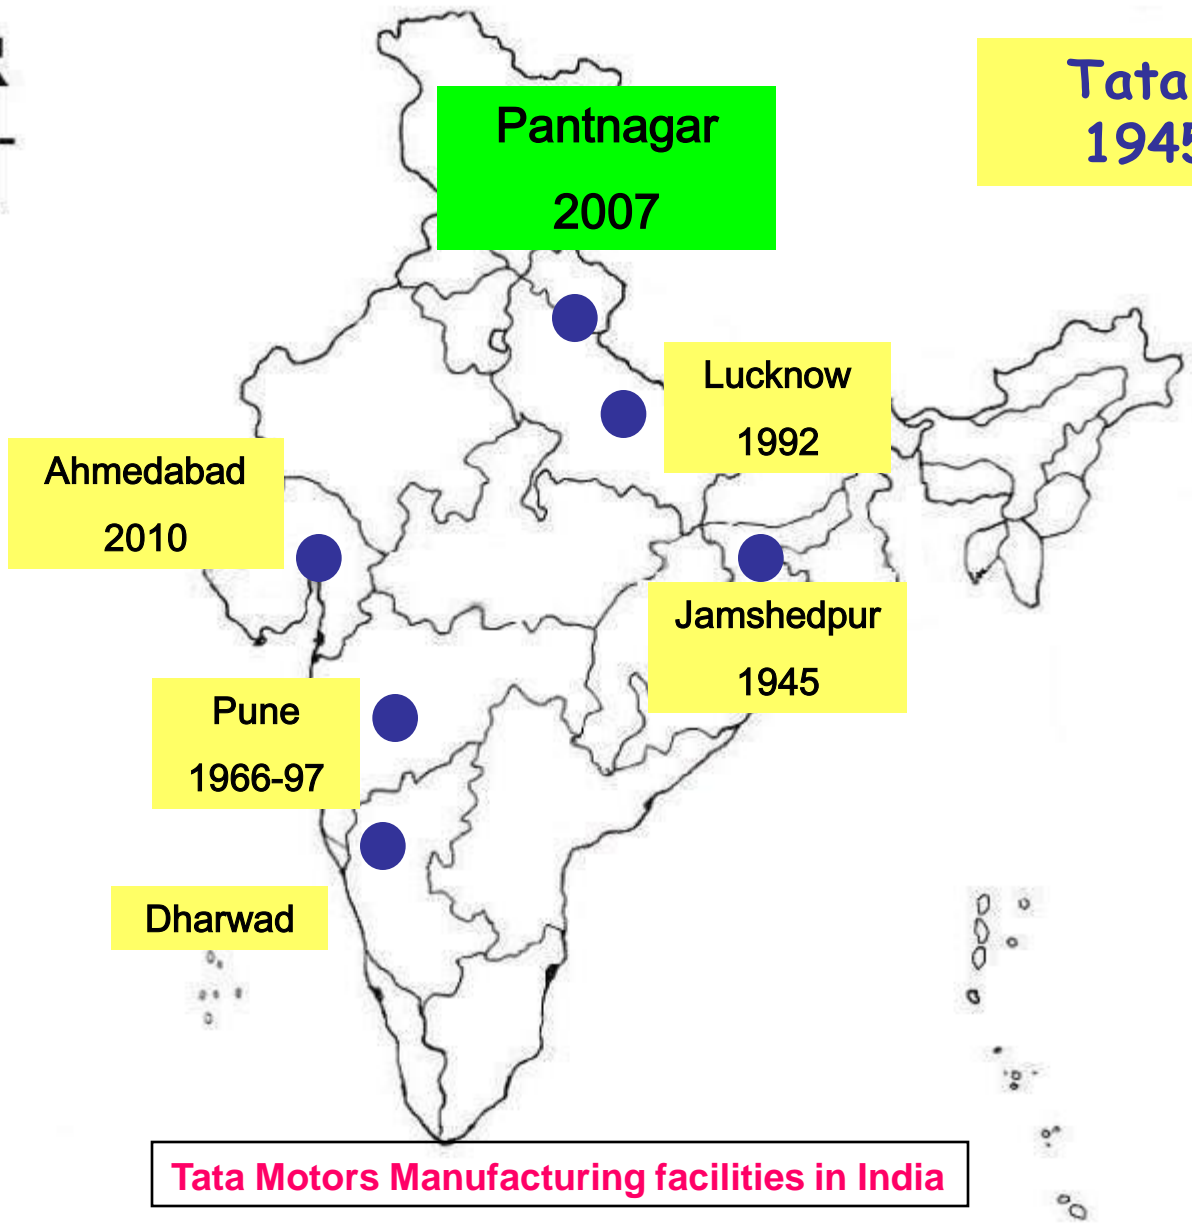 Tata
1945
Pantnagar
2007
Lucknow
1992
Ahmedabad
2010
Jamshedpur
1945
Pune
1966-97
Dharwad
Tata Motors Manufacturing facilities in India